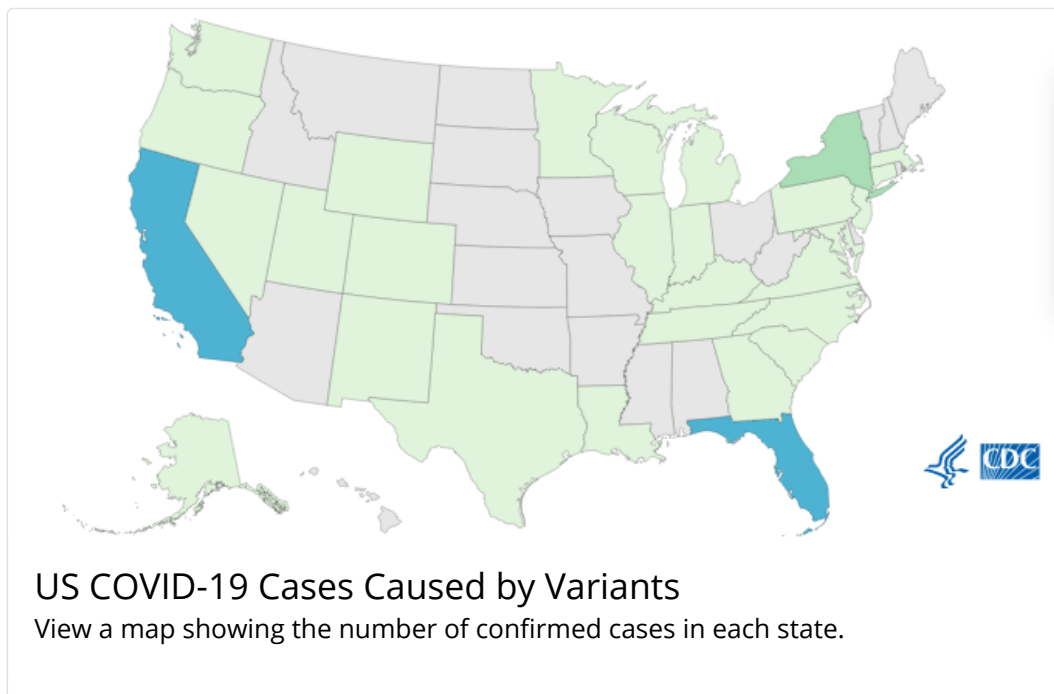 CDC
US COVID-19 Cases Caused by Variants
View a map showing the number of confirmed cases in each state.